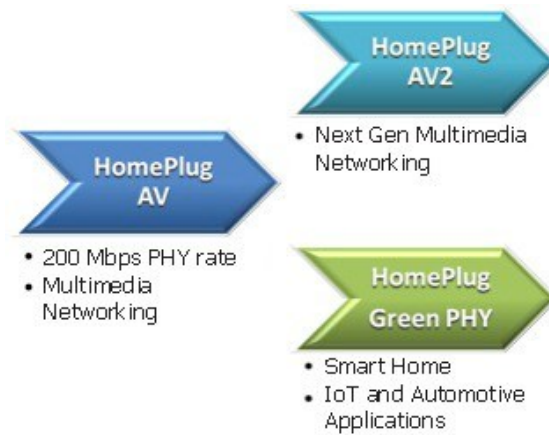 HomePlug
AV
• 200 Mbps PHY rate
• Multimedia
Networking
HomePlug
AV2
• Next Gen Multimedia
Networking
HomePlug
Green PHY
• Smart Home
• IoT and Automotive
Applications